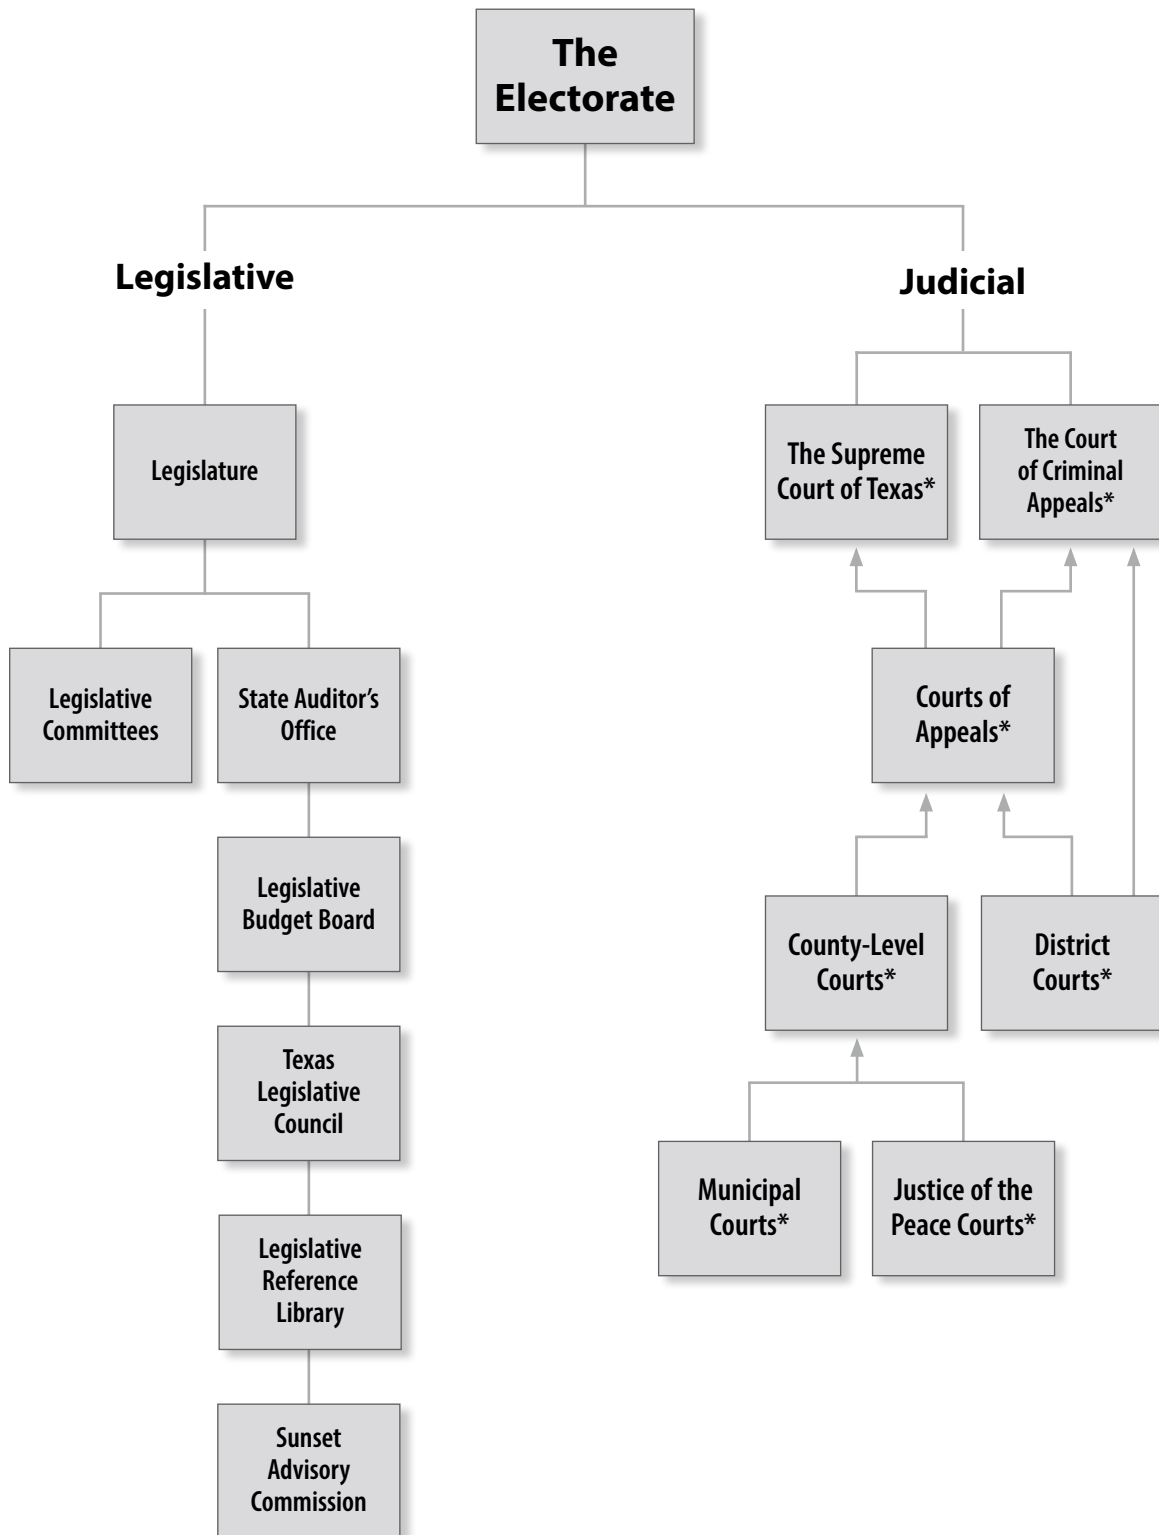 The
Electorate
Legislative
Judicial
Legislature
The Supreme
Court of Texas*
The Court
of Criminal
Appeals*
Legislative
Committees
State Auditor’s
Office
Courts of
Appeals*
Legislative
Budget Board
County-Level
Courts*
District
Courts*
Texas
Legislative
Council
Municipal
Courts*
Justice of the
Peace Courts*
Legislative
Reference
Library
Sunset
Advisory
Commission